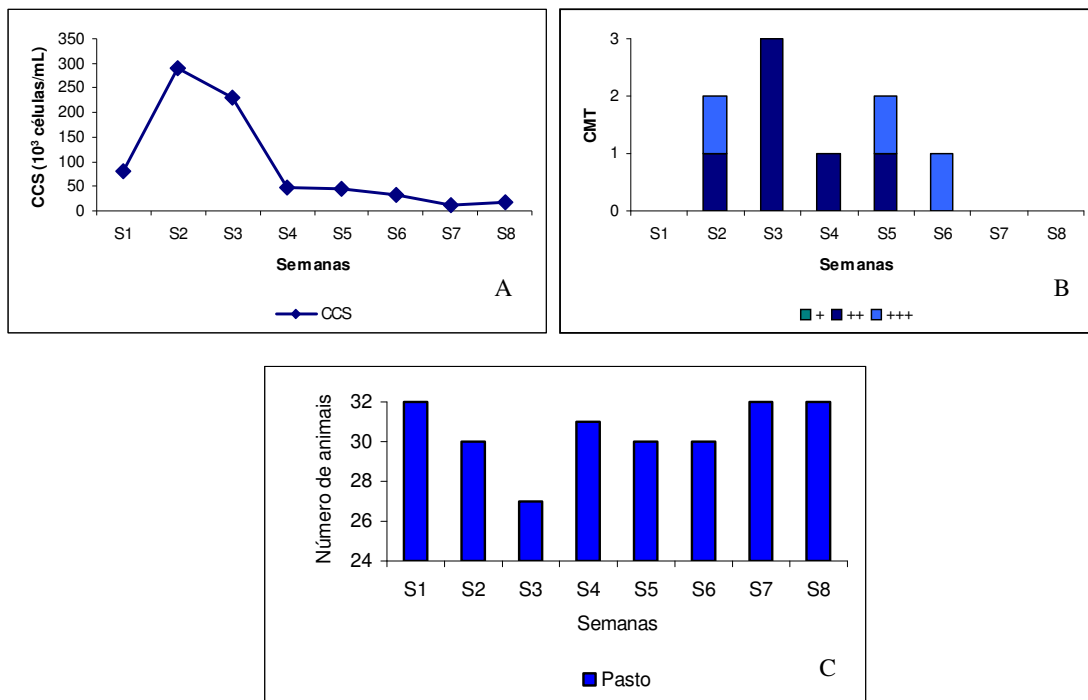 350
300
250
200
150
100
50
0
CCS (10³ células/mL)
S1 S2 S3 S4 S5 S6 S7 S8
Semanas
CCS
A
3
2
1
0
CMT
S1 S2 S3 S4 S5 S6 S7 S8
Semanas
+ ++ +++
B
32
30
28
26
24
Número de animais
S1 S2 S3 S4 S5 S6 S7 S8
Semanas
Pasto
C